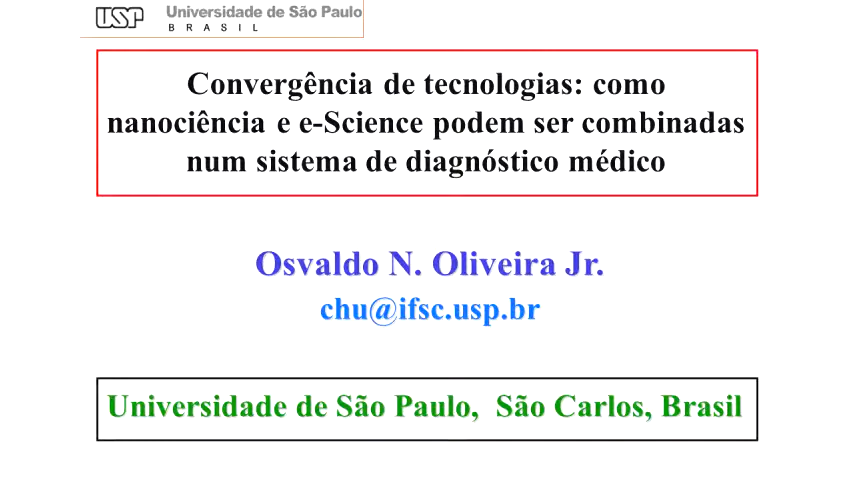 USP Universidade de São Paulo
BRASIL
Convergência de tecnologias: como
nanociência e e-Science podem ser combinadas
num sistema de diagnóstico médico
Osvaldo N. Oliveira Jr.
chu@ifsc.usp.br
Universidade de São Paulo, São Carlos, Brasil